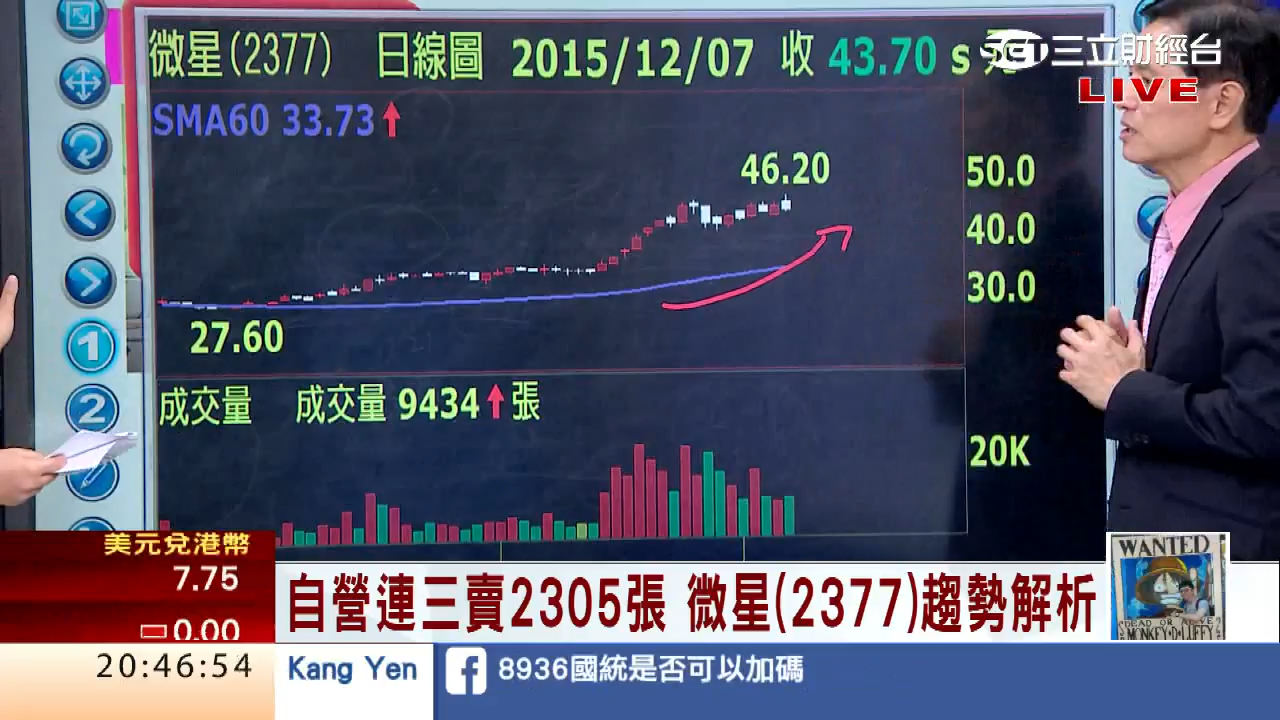 微星(2377) 日線圖 2015/12/07 收 43.70 s 元
SET 三立財經台
LIVE
SMA60 33.73↑
46.20
50.0
40.0
30.0
27.60
成交量 成交量 9434↑張
20K
1
2
美元兌港幣
7.75
0.00
自營連三賣2305張 微星(2377)趨勢解析
WANTED
DEAD OR ALIVE
MONKEY·D·LUFFY
20:46:54
Kang Yen
f 8936國統是否可以加碼